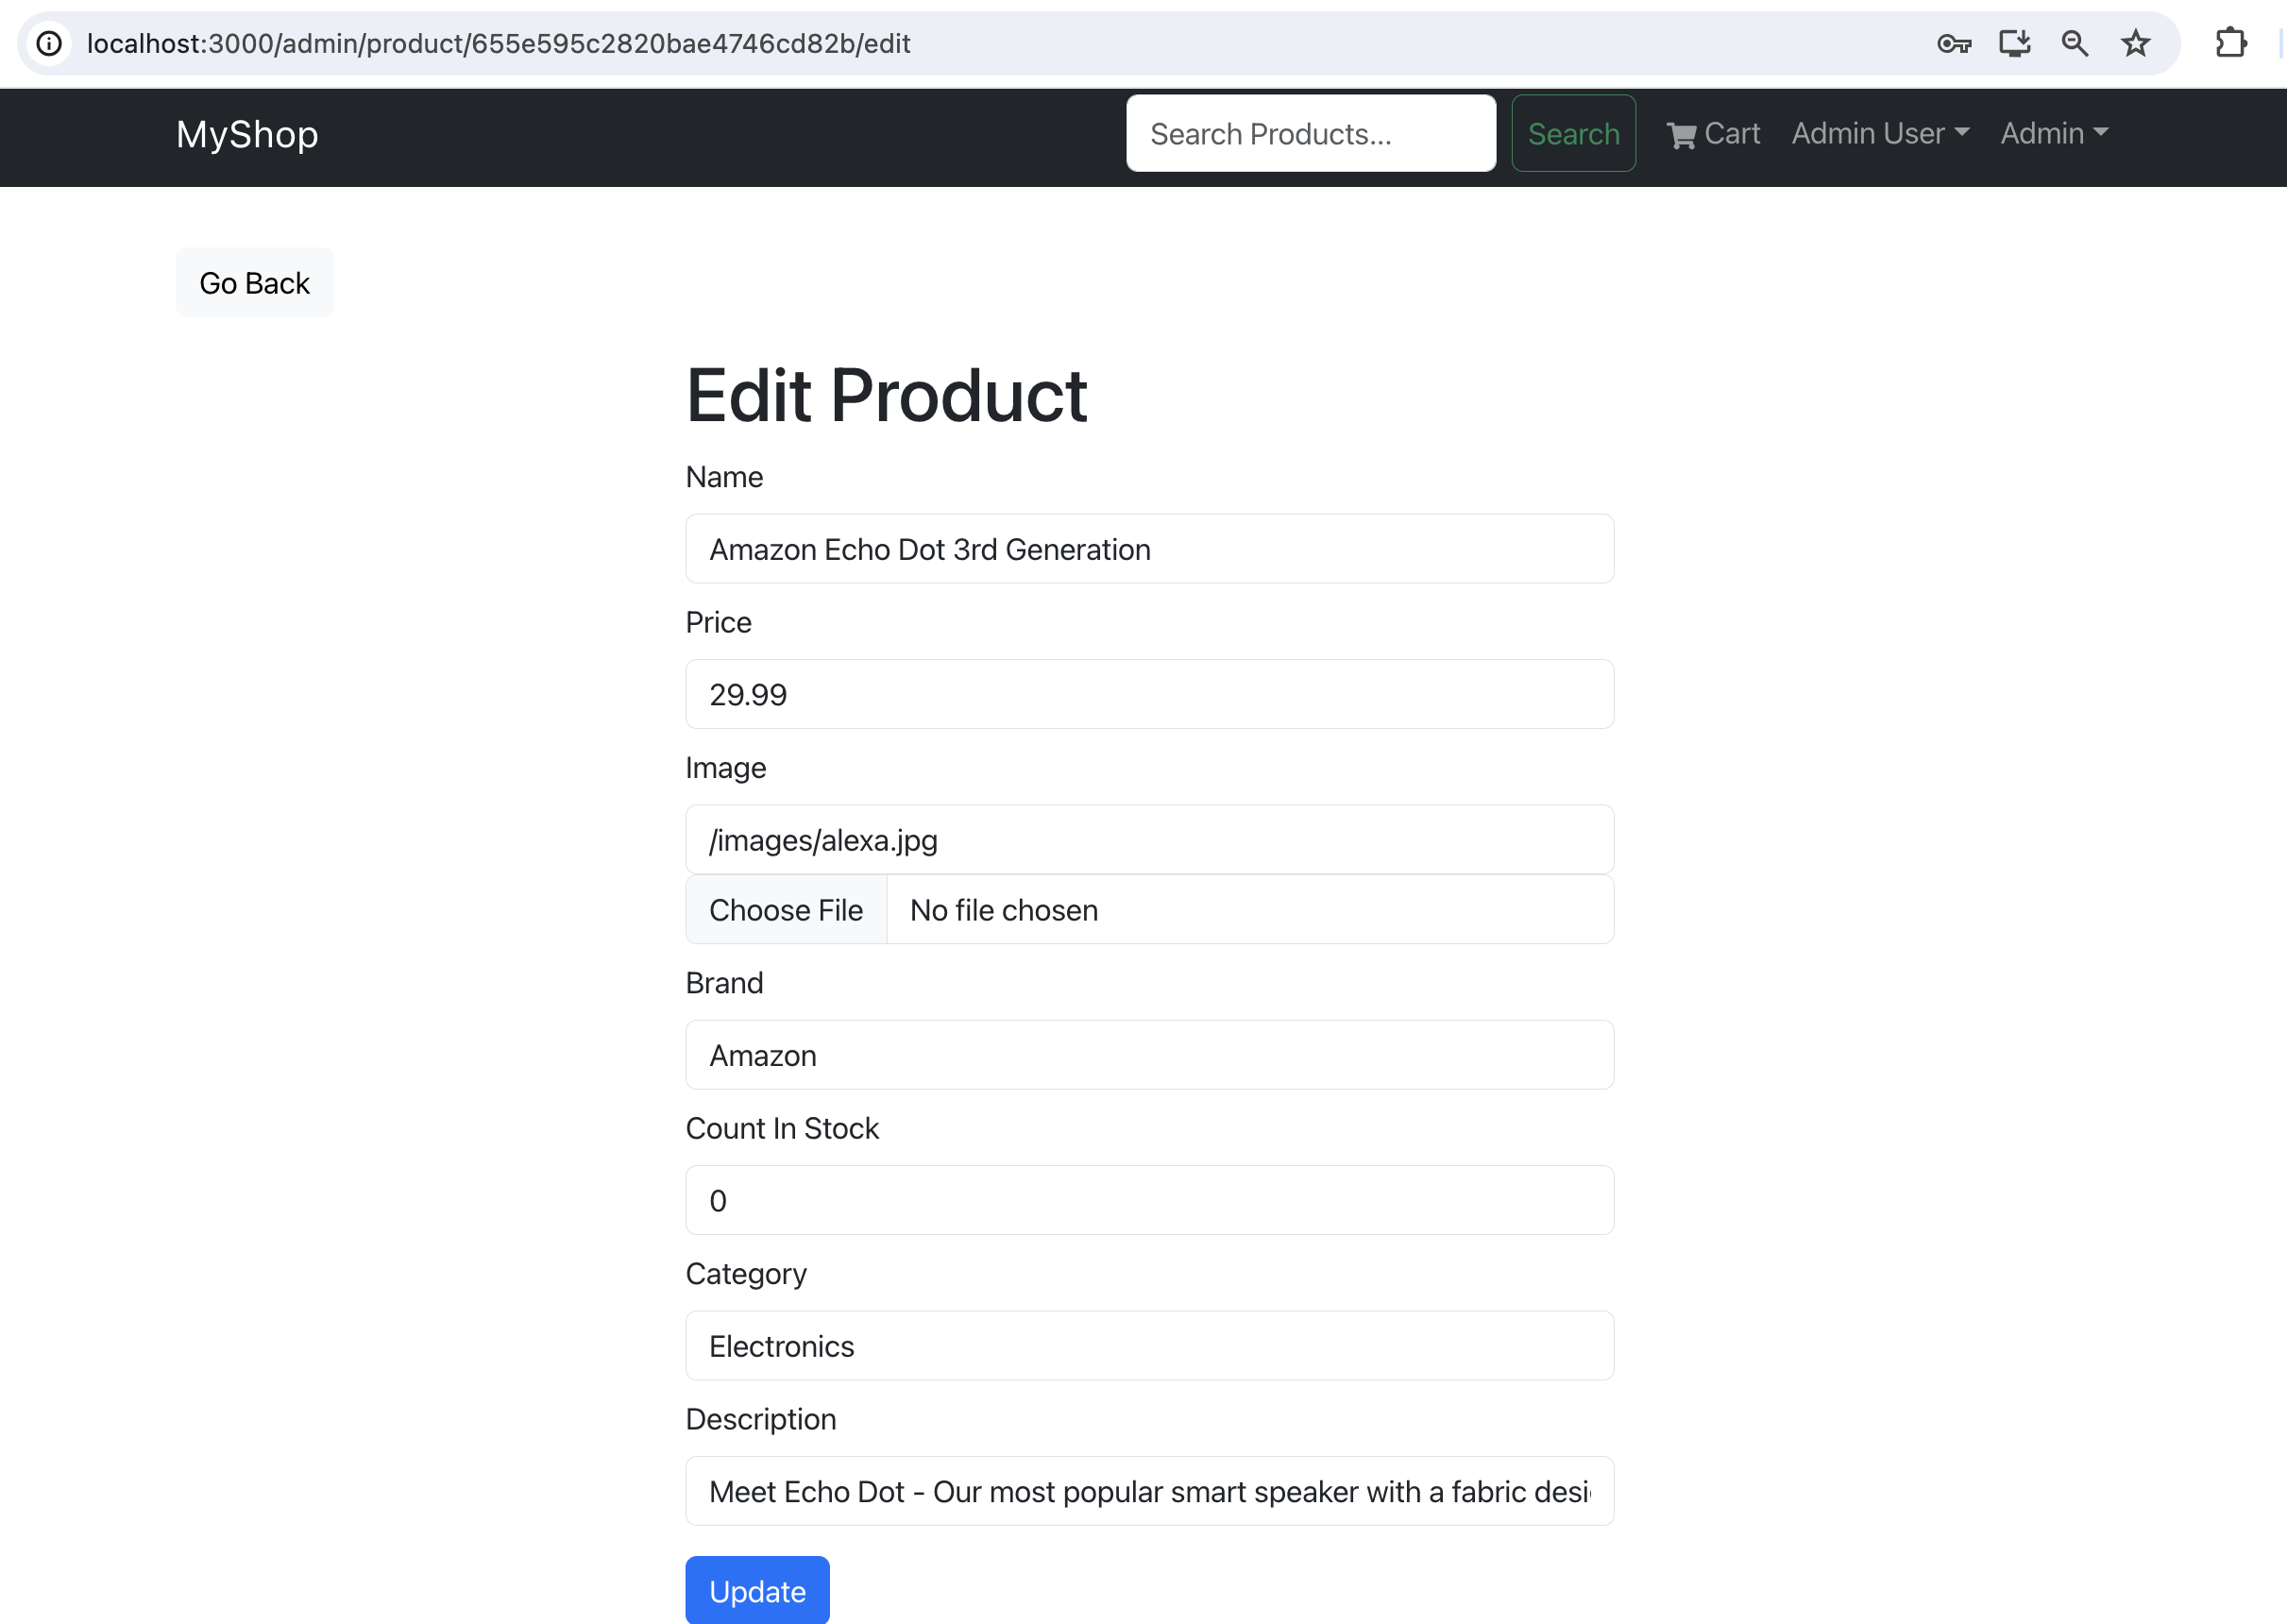 localhost:3000/admin/product/655e595c2820bae4746cd82b/edit
MyShop Search Products... Search Cart Admin User Admin
Go Back
Edit Product
Name
Amazon Echo Dot 3rd Generation
Price
29.99
Image
/images/alexa.jpg
Choose File No file chosen
Brand
Amazon
Count In Stock
0
Category
Electronics
Description
Meet Echo Dot - Our most popular smart speaker with a fabric desi
Update